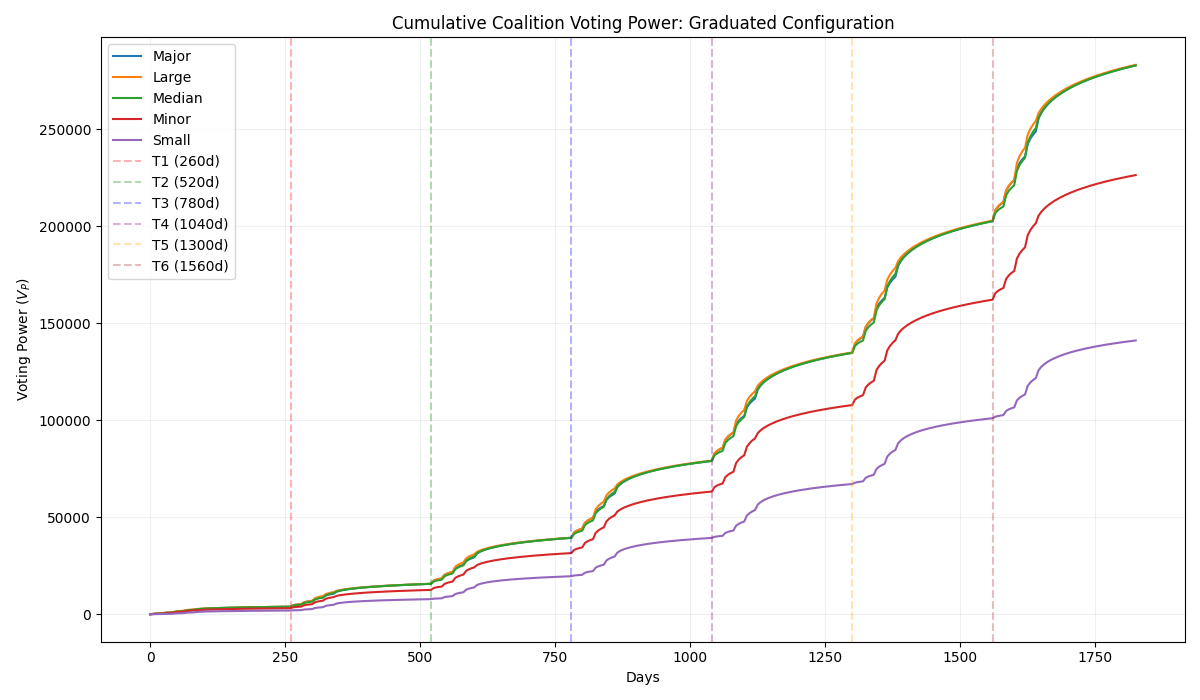 Cumulative Coalition Voting Power: Graduated Configuration
Major
Large
Median
Minor
Small
T1 (260d)
T2 (520d)
T3 (780d)
T4 (1040d)
T5 (1300d)
T6 (1560d)
Voting Power (V_P)
250000
200000
150000
100000
50000
0
0
250
500
750
1000
1250
1500
1750
Days